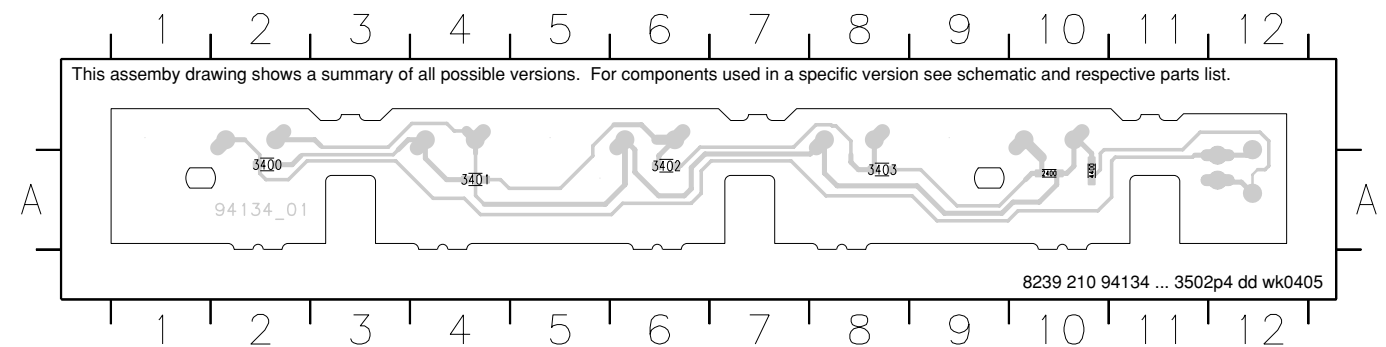 1 2 3 4 5 6 7 8 9 10 11 12
This assemby drawing shows a summary of all possible versions. For components used in a specific version see schematic and respective parts list.
3400 3401 3402 3403 2400 4400
A A
94134_01
8239 210 94134 ... 3502p4 dd wk0405
1 2 3 4 5 6 7 8 9 10 11 12